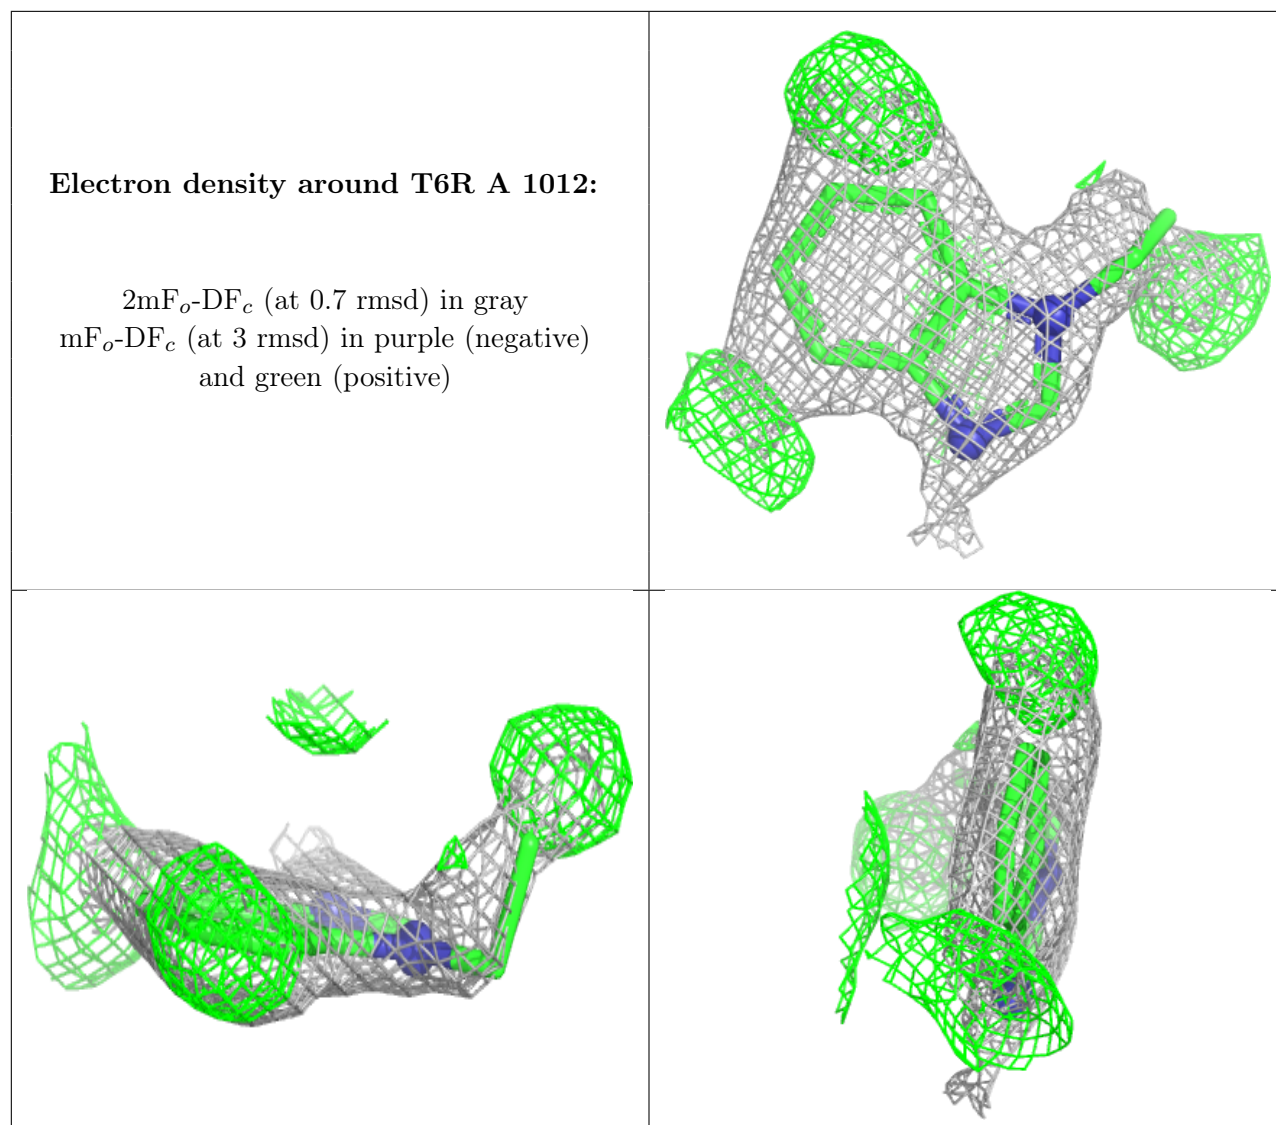 Electron density around T6R A 1012:
2mFo-DFc (at 0.7 rmsd) in gray
mFo-DFc (at 3 rmsd) in purple (negative)
and green (positive)